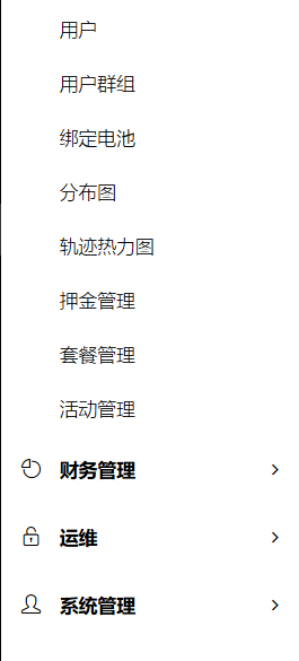 用户
用户群组
绑定电池
分布图
轨迹热力图
押金管理
套餐管理
活动管理
财务管理
运维
系统管理